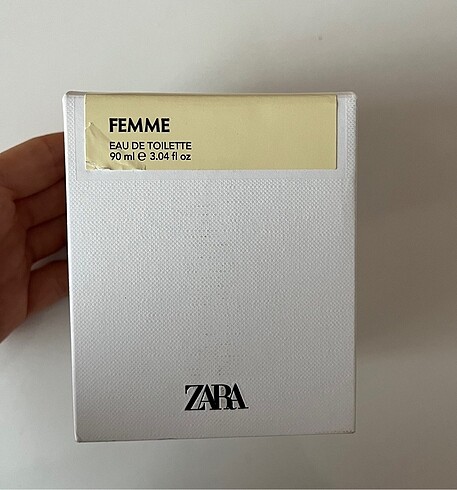 FEMME
EAU DE TOILETTE
90 ml ℮ 3.04 fl oz
ZARA